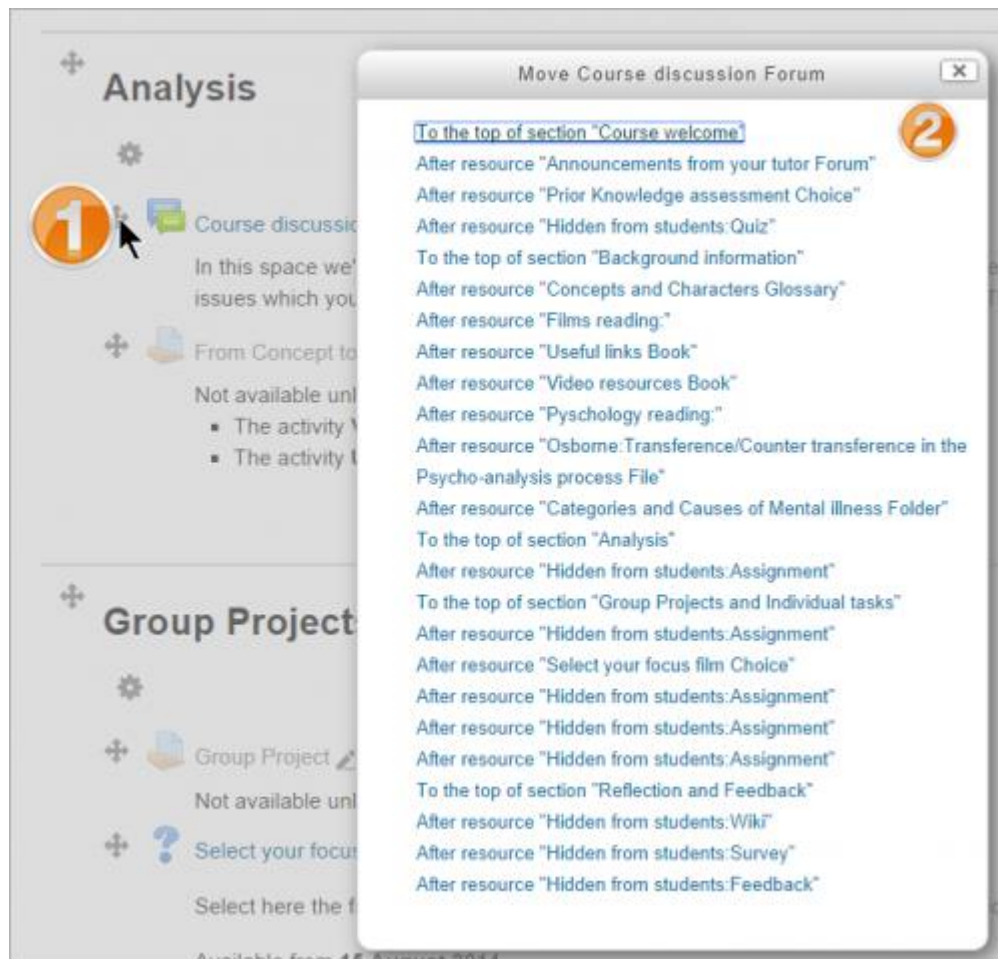 Analysis
1
Course discussio
In this space we'
issues which you
From Concept to
Not available unl
The activity
The activity
Group Project
Group Project
Not available unl
Select your focus
Select here the f
Available from 15 August 2014
Move Course discussion Forum
x
2
To the top of section "Course welcome"
After resource "Announcements from your tutor Forum"
After resource "Prior Knowledge assessment Choice"
After resource "Hidden from students:Quiz"
To the top of section "Background information"
After resource "Concepts and Characters Glossary"
After resource "Films reading:"
After resource "Useful links Book"
After resource "Video resources Book"
After resource "Pyschology reading:"
After resource "Osborne:Transference/Counter transference in the
Psycho-analysis process File"
After resource "Categories and Causes of Mental illness Folder"
To the top of section "Analysis"
After resource "Hidden from students:Assignment"
To the top of section "Group Projects and Individual tasks"
After resource "Hidden from students:Assignment"
After resource "Select your focus film Choice"
After resource "Hidden from students:Assignment"
After resource "Hidden from students:Assignment"
After resource "Hidden from students:Assignment"
To the top of section "Reflection and Feedback"
After resource "Hidden from students:Wiki"
After resource "Hidden from students:Survey"
After resource "Hidden from students:Feedback"